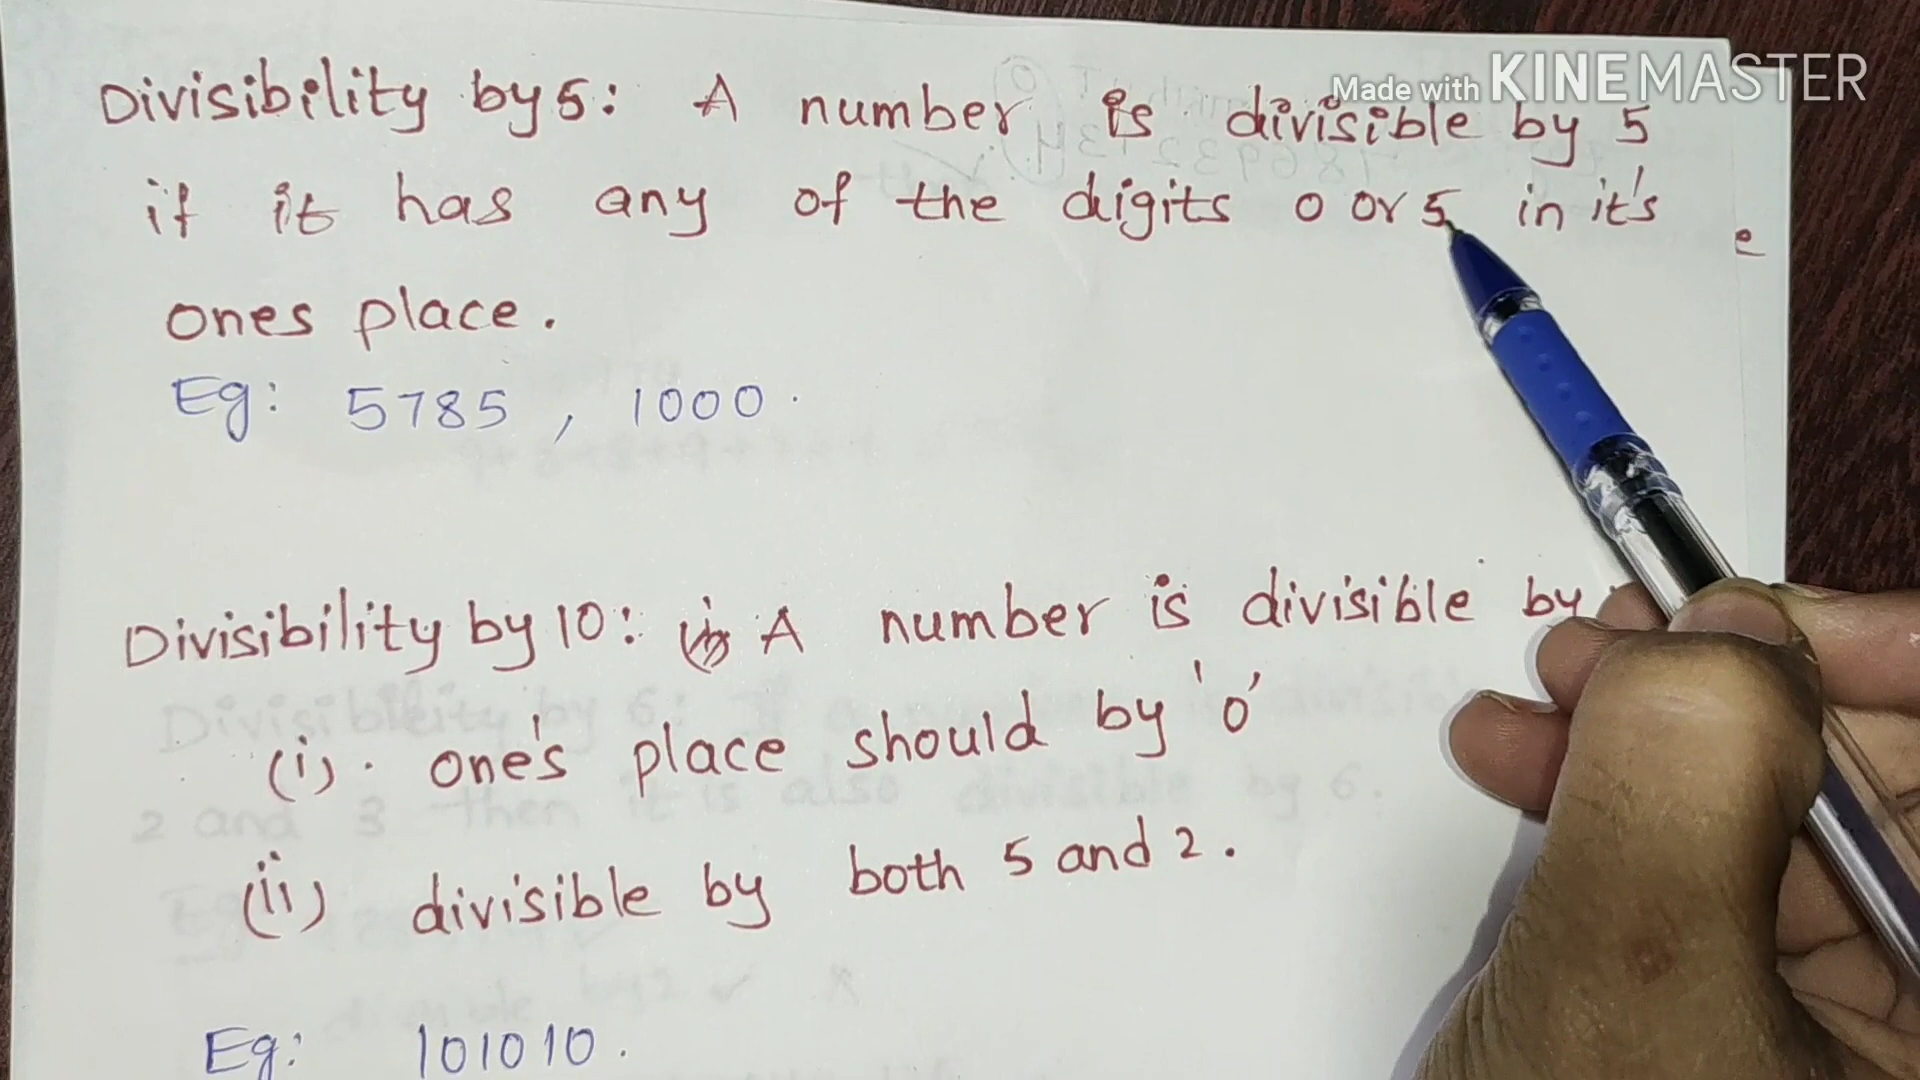 Made with KINEMASTER
Divisibility by 5: A number is divisible by 5
if it has any of the digits 0 or 5 in it's
e
ones place.
Eg: 5785, 1000.
Divisibility by 10: A number is divisible by
(i). one's place should by '0'
(ii) divisible by both 5 and 2.
Eg: 101010.